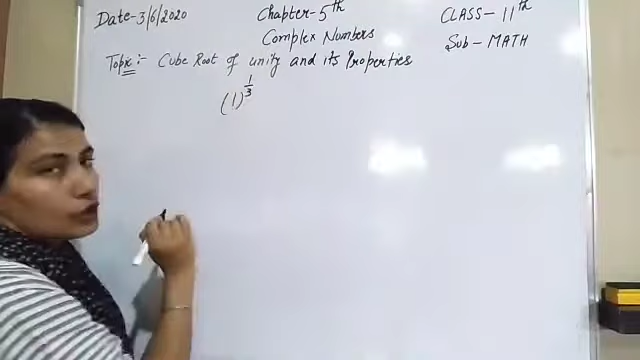 Date-3/6/2020
Chapter-5th
CLASS-11th
Complex Numbers
Sub-MATH
Topic:- Cube Root of unity and its Properties
(1)^1/3